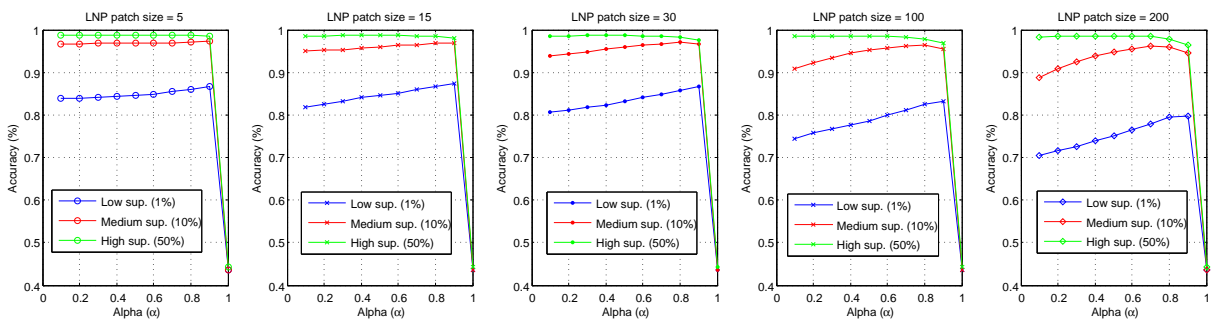 LNP patch size = 5
1
0.9
0.8
0.7
0.6
0.5
0.4
Accuracy (%)
Low sup. (1%)
Medium sup. (10%)
High sup. (50%)
0 0.2 0.4 0.6 0.8 1
Alpha (α)
LNP patch size = 15
1
0.9
0.8
0.7
0.6
0.5
0.4
Accuracy (%)
Low sup. (1%)
Medium sup. (10%)
High sup. (50%)
0 0.2 0.4 0.6 0.8 1
Alpha (α)
LNP patch size = 30
1
0.9
0.8
0.7
0.6
0.5
0.4
Accuracy (%)
Low sup. (1%)
Medium sup. (10%)
High sup. (50%)
0 0.2 0.4 0.6 0.8 1
Alpha (α)
LNP patch size = 100
1
0.9
0.8
0.7
0.6
0.5
0.4
Accuracy (%)
Low sup. (1%)
Medium sup. (10%)
High sup. (50%)
0 0.2 0.4 0.6 0.8 1
Alpha (α)
LNP patch size = 200
1
0.9
0.8
0.7
0.6
0.5
0.4
Accuracy (%)
Low sup. (1%)
Medium sup. (10%)
High sup. (50%)
0 0.2 0.4 0.6 0.8 1
Alpha (α)